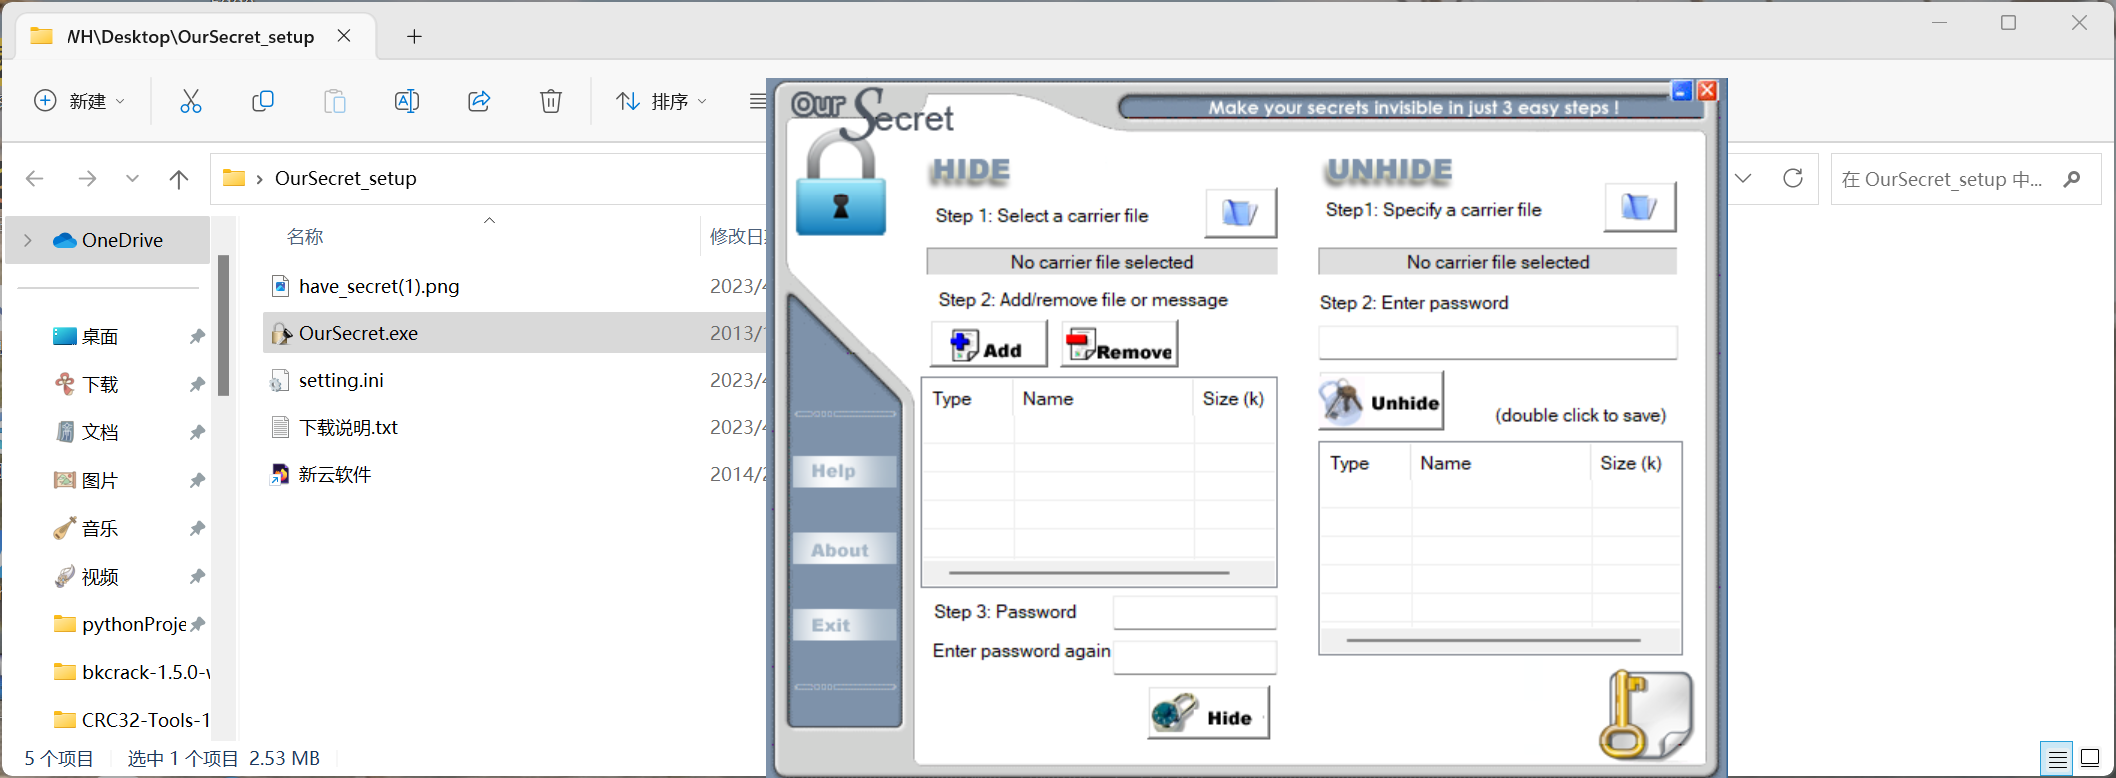 WH\Desktop\OurSecret_setup
新建
排序
OurSecret_setup
在 OurSecret_setup 中...
OneDrive
桌面
下载
文档
图片
音乐
视频
pythonProje
bkcrack-1.5.0-v
CRC32-Tools-1
名称
修改日
have_secret(1).png
2023/4
OurSecret.exe
2013/1
setting.ini
2023/4
下载说明.txt
2023/4
新云软件
2014/2
5 个项目
选中 1 个项目 2.53 MB
Our Secret
Make your secrets invisible in just 3 easy steps !
Help
About
Exit
HIDE
Step 1: Select a carrier file
No carrier file selected
Step 2: Add/remove file or message
Add
Remove
Type Name Size (k)
Step 3: Password
Enter password again
Hide
UNHIDE
Step1: Specify a carrier file
No carrier file selected
Step 2: Enter password
Unhide
(double click to save)
Type Name Size (k)